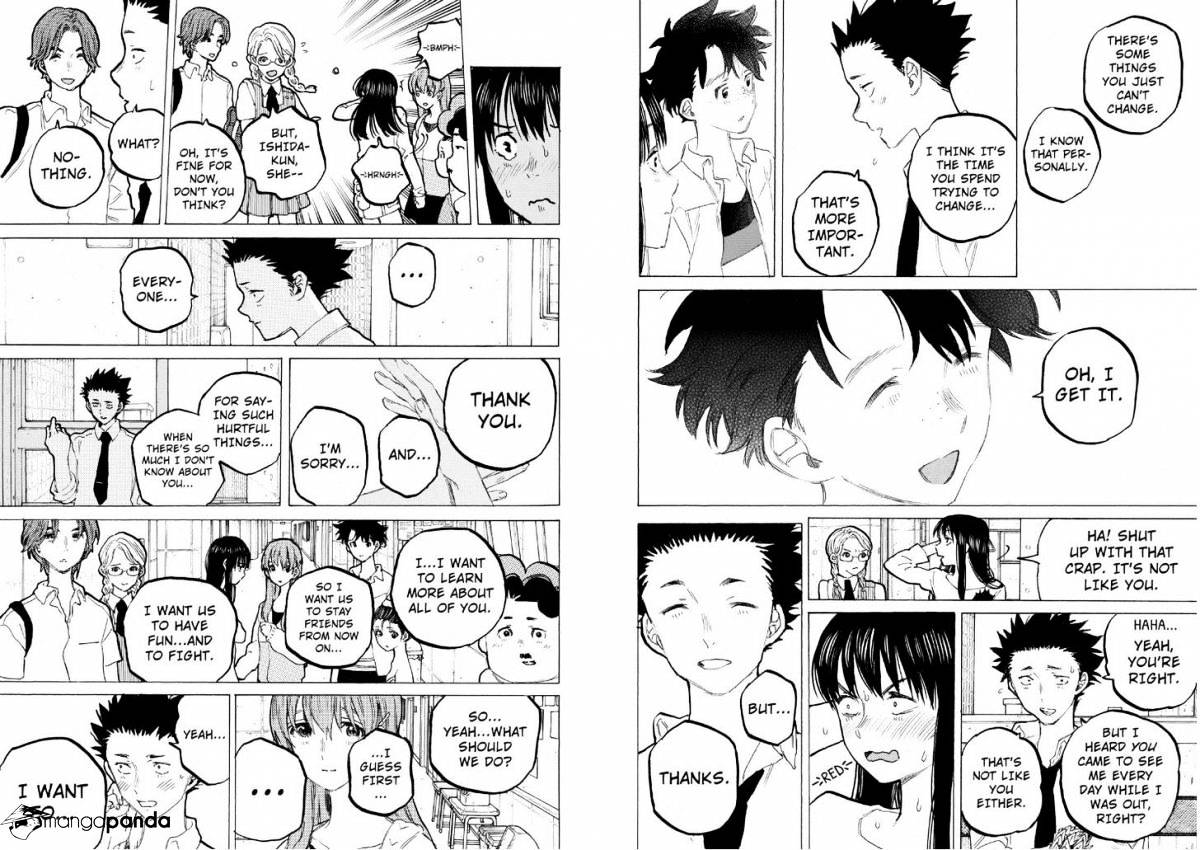 THERE'S
SOME
THINGS
YOU JUST
CAN'T
CHANGE.
I KNOW
THAT PER-
SONALLY.
I THINK
IT'S
THE TIME
YOU SPEND
TRYING TO
CHANGE...
THAT'S
MORE
IMPOR-
TANT.
OH, I
GET IT.
HA! SHUT
UP WITH THAT
CRAP. IT'S NOT
LIKE YOU.
HAHA...
YEAH,
YOU'RE
RIGHT.
BUT I
HEARD YOU
CAME TO SEE
ME EVERY
DAY WHILE I
WAS OUT,
RIGHT?
THAT'S
NOT LIKE
YOU
EITHER.
-RED-
BUT...
THANKS.
-BMPH-
-HRNGH-
BUT,
ISHIDA-
KUN,
SHE--
OH, IT'S
FINE FOR
NOW,
DON'T YOU
THINK?
WHAT?
NO-
THING.
...
EVERY-
ONE...
THANK
YOU.
AND...
I'M
SORRY...
FOR SAY-
ING SUCH
HURTFUL
THINGS...
WHEN
THERE'S SO
MUCH I DON'T
KNOW ABOUT
YOU...
I...I WANT
TO LEARN
MORE ABOUT
ALL OF YOU.
SO I
WANT US
TO STAY
FRIENDS
FROM NOW
ON...
I WANT US
TO HAVE
FUN...AND
TO FIGHT.
SO...
YEAH...WHAT
SHOULD
WE DO?
...I
GUESS
FIRST...
...
YEAH...
I WANT
mangapanda